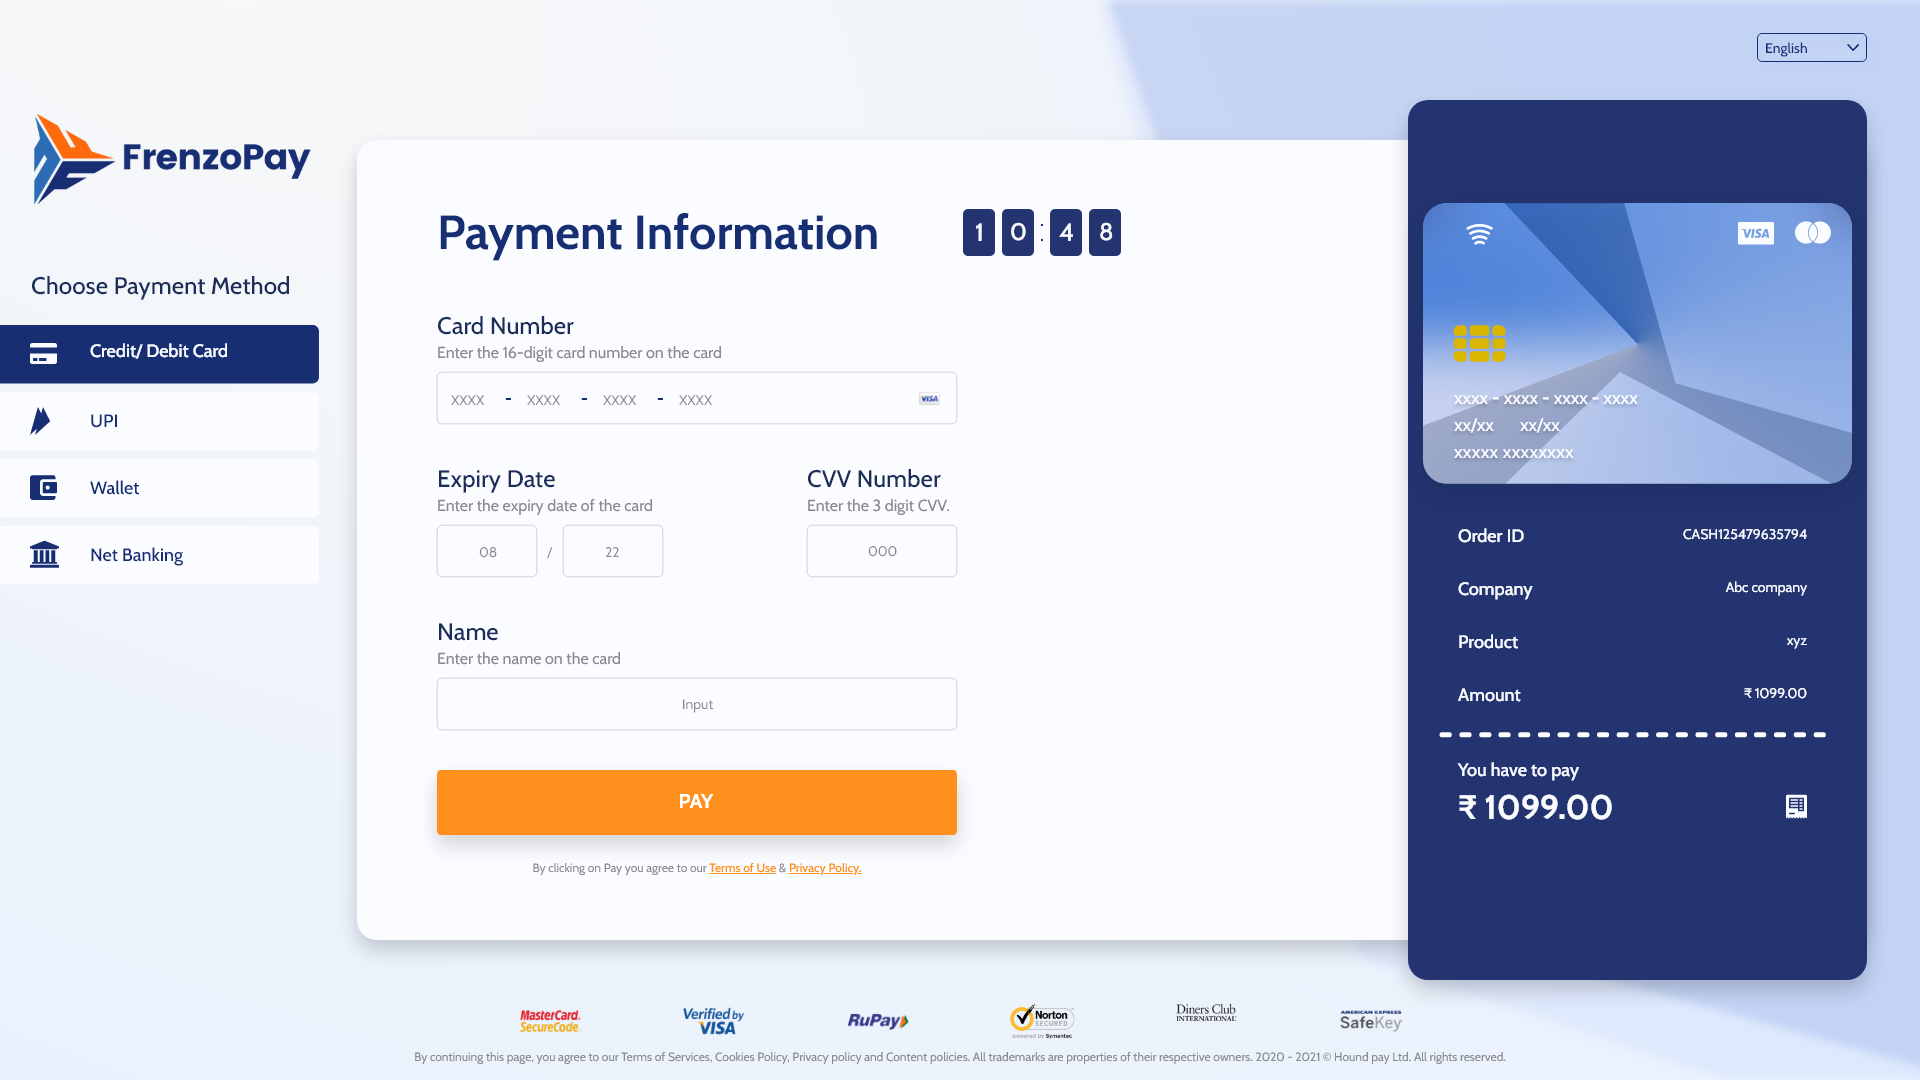 English
FrenzoPay
Choose Payment Method
Credit/ Debit Card
UPI
Wallet
Net Banking
Payment Information
10:48
Card Number
Enter the 16-digit card number on the card
XXXX - XXXX - XXXX - XXXX VISA
Expiry Date
Enter the expiry date of the card
08 / 22
CVV Number
Enter the 3 digit CVV.
000
Name
Enter the name on the card
Input
PAY
By clicking on Pay you agree to our Terms of Use & Privacy Policy.
VISA
xxxx - xxxx - xxxx - xxxx
xx/xx xx/xx
xxxxx xxxxxxxx
Order ID CASH125479635794
Company Abc company
Product xyz
Amount ₹ 1099.00
You have to pay
₹ 1099.00
MasterCard.
SecureCode.
Verified by
VISA
RuPay
Norton
SECURED
powered by Symantec
Diners Club
INTERNATIONAL
AMERICAN EXPRESS
SafeKey
By continuing this page, you agree to our Terms of Services, Cookies Policy, Privacy policy and Content policies. All trademarks are properties of their respective owners. 2020 - 2021 © Hound pay Ltd. All rights reserved.